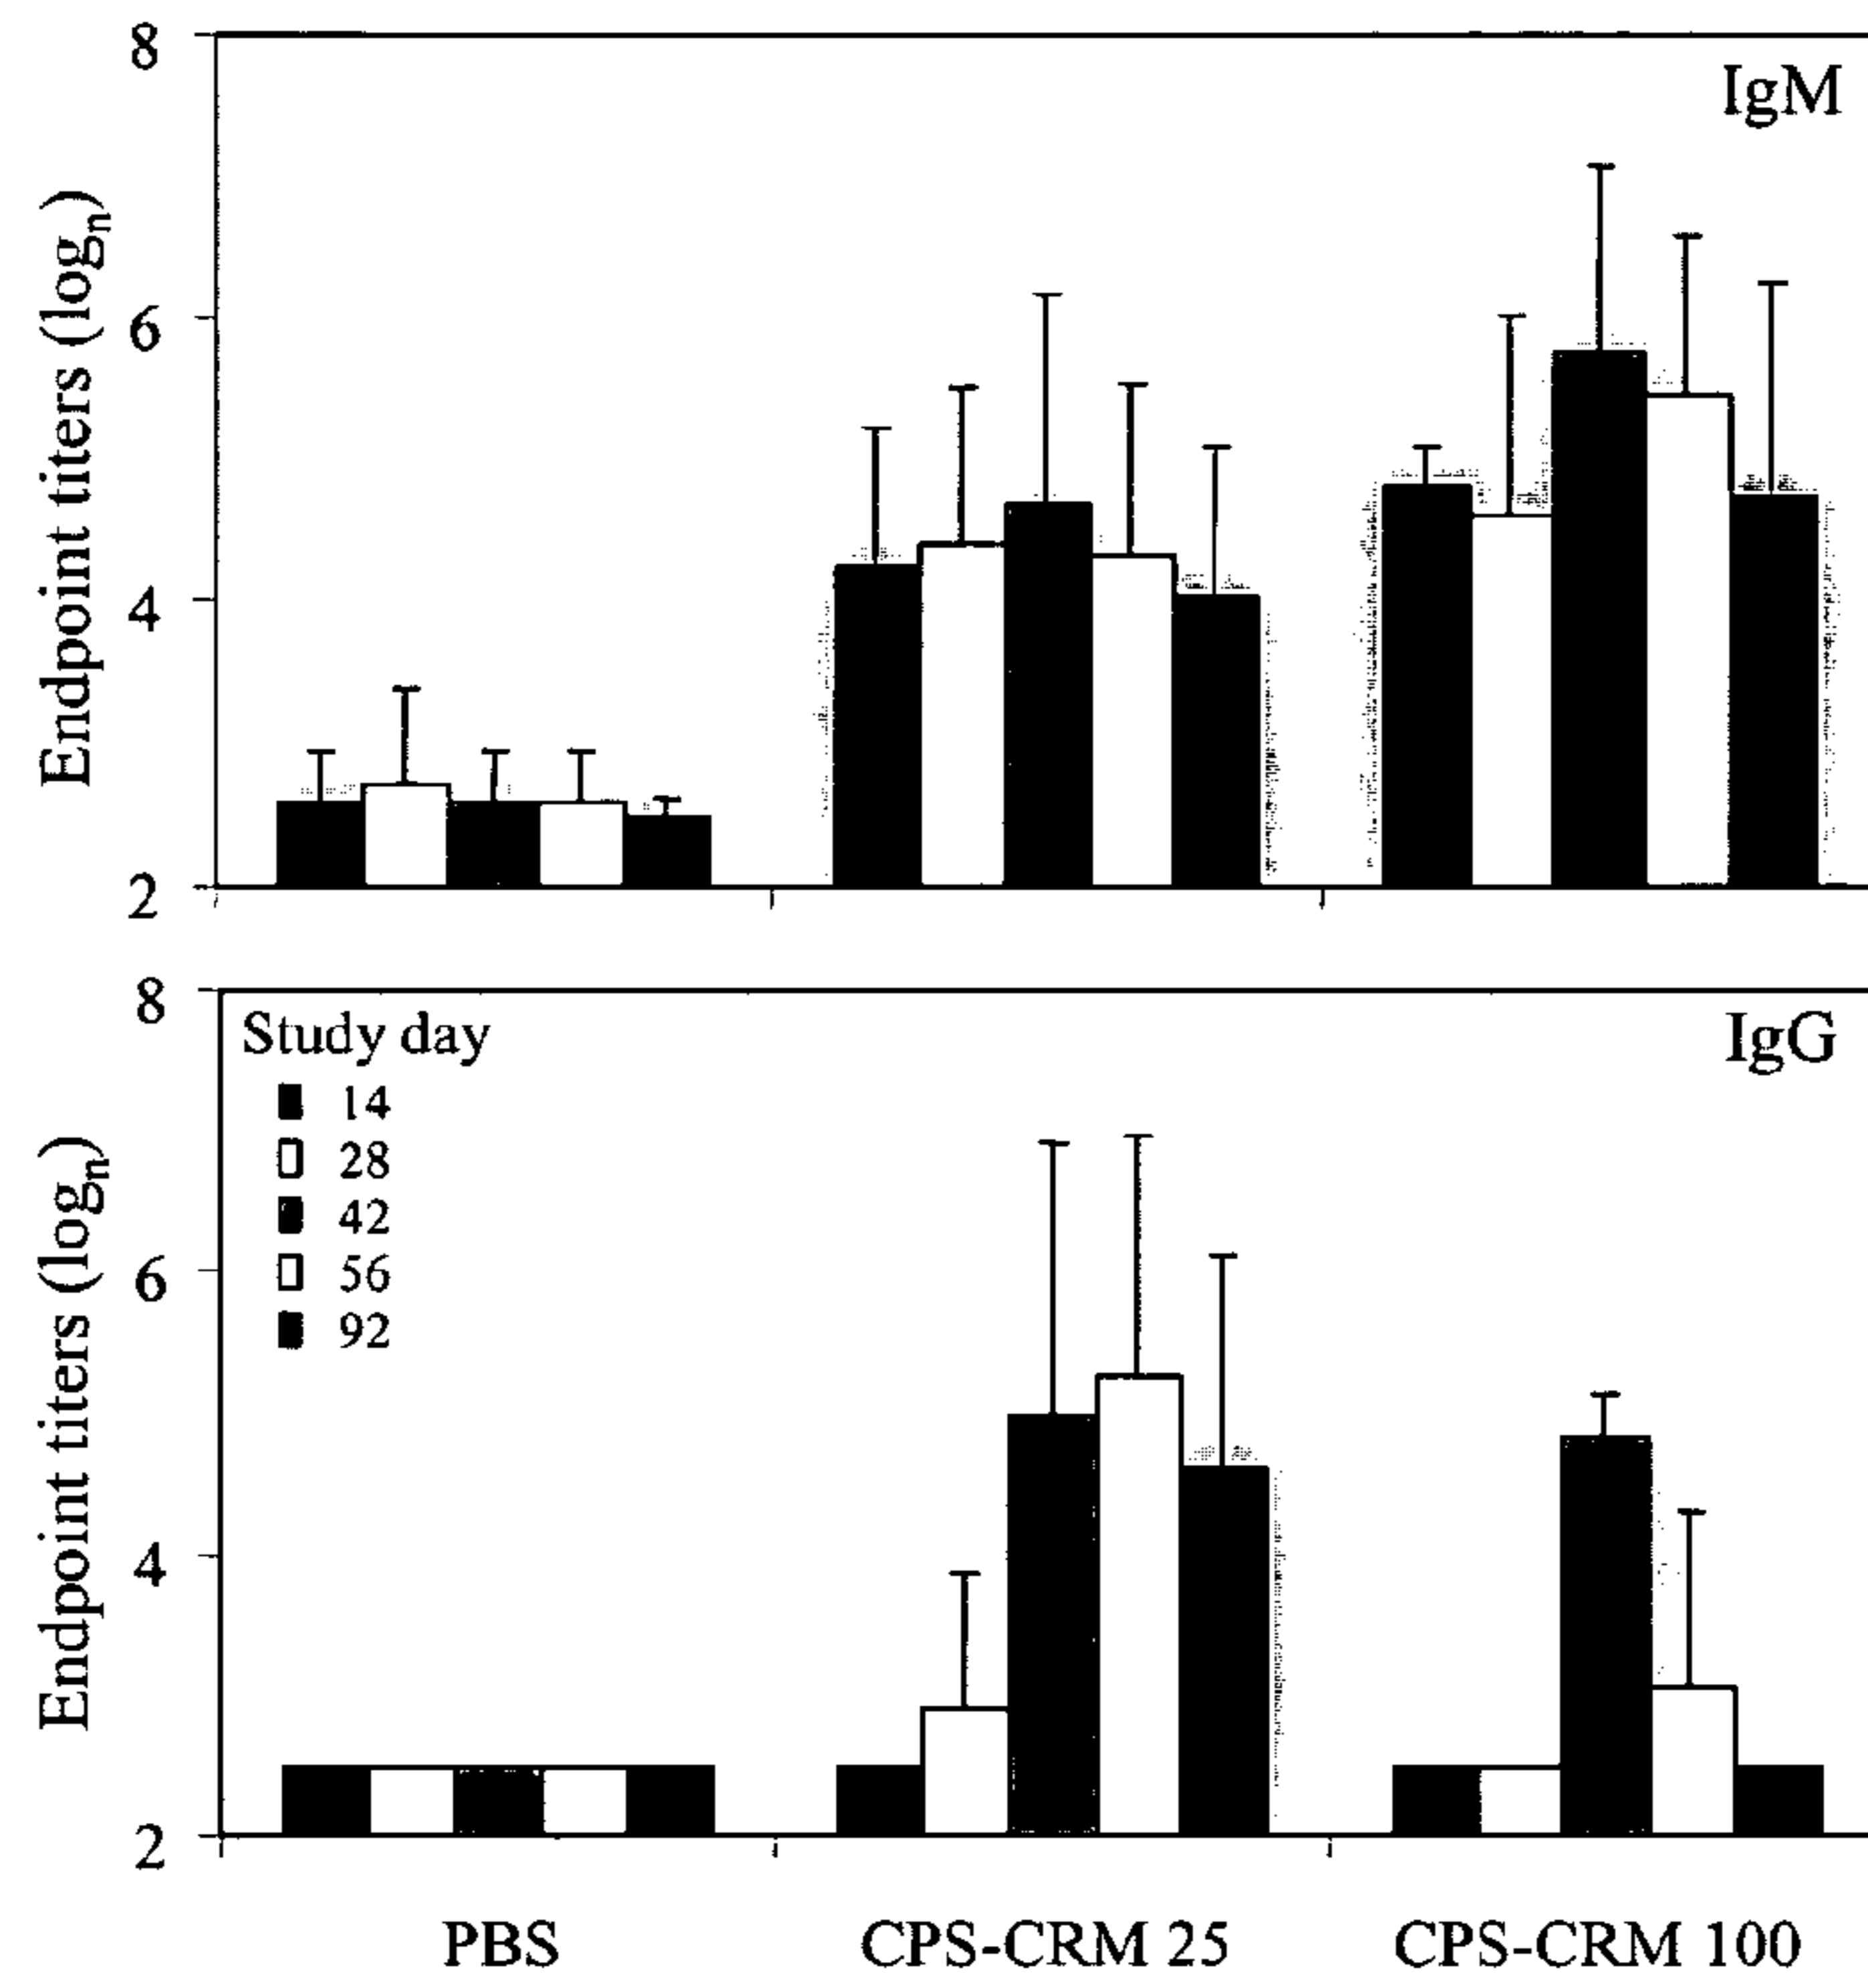 8
IgM
6
4
2
Endpoint titers (logn)
8
IgG
Study day
14
28
42
56
92
6
4
2
Endpoint titers (logn)
PBS CPS-CRM 25 CPS-CRM 100